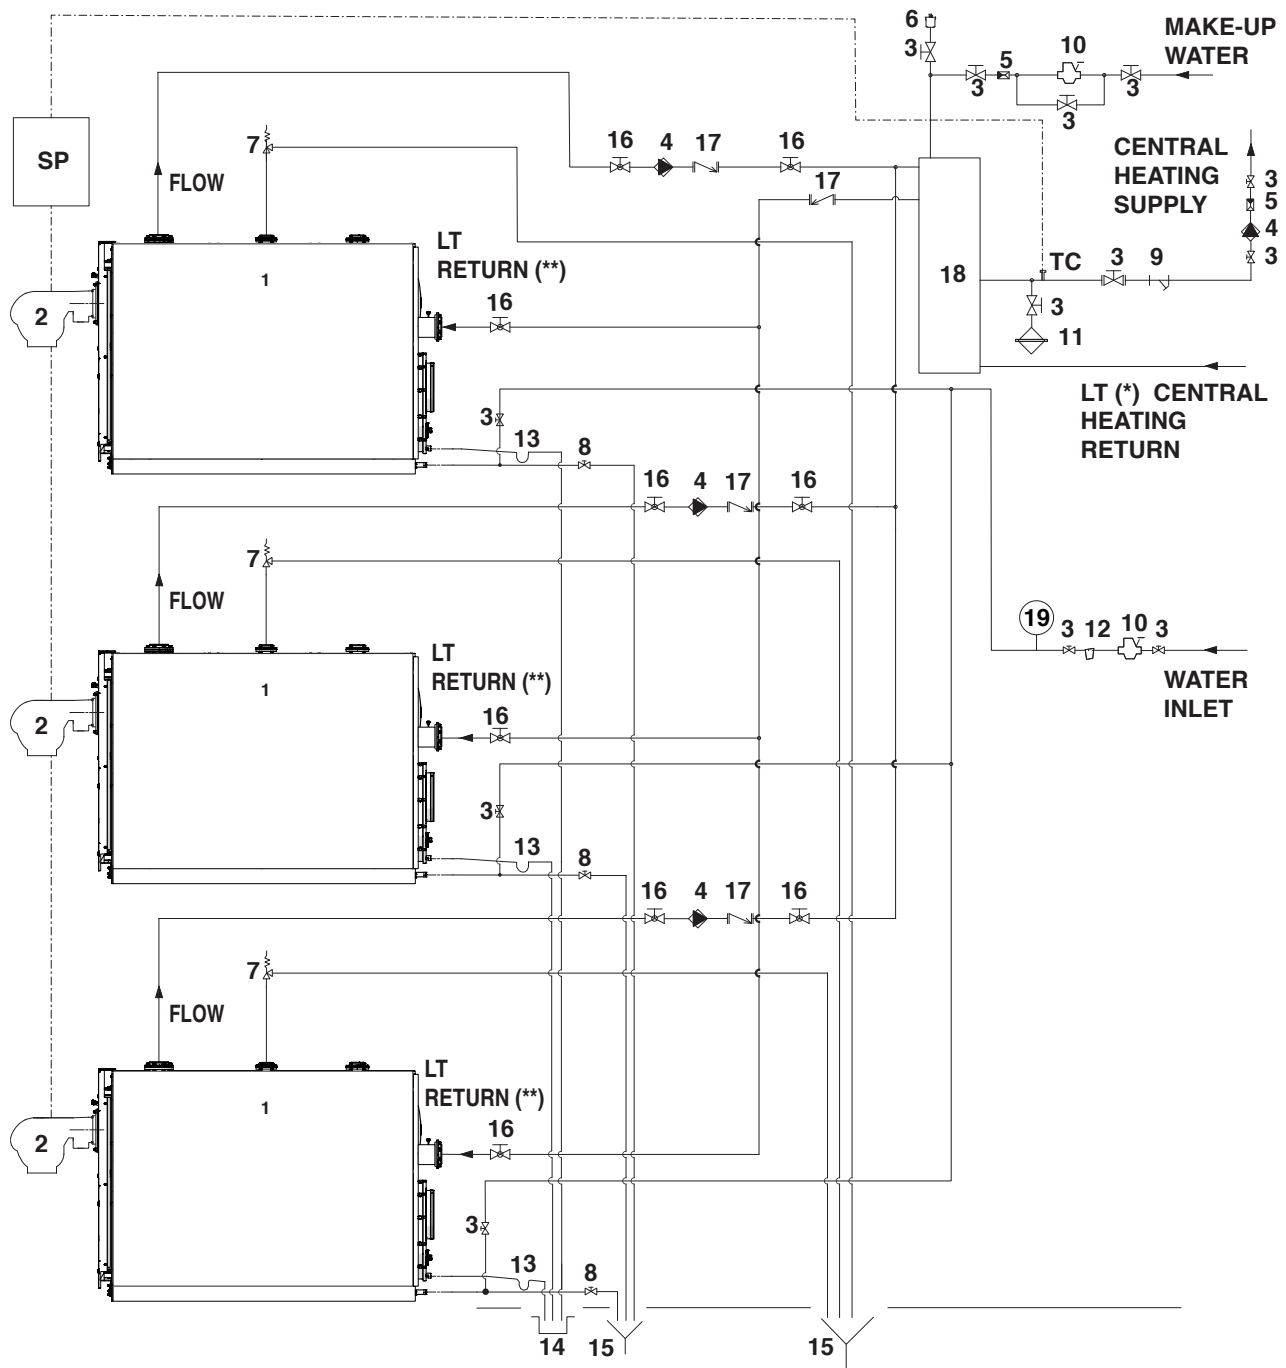 6
MAKE-UP
WATER
3
5
10
3
3
3
SP
7
16
4
17
16
CENTRAL
HEATING
SUPPLY
3
5
4
3
FLOW
17
LT
RETURN (**)
1
18
TC
3
9
2
16
3
11
LT (*) CENTRAL
HEATING
RETURN
3
13
8
16
4
17
16
7
FLOW
19
3
12
10
3
WATER
INLET
LT
RETURN (**)
1
2
16
3
13
8
16
4
17
16
7
FLOW
LT
RETURN (**)
1
2
16
3
13
8
14
15
15